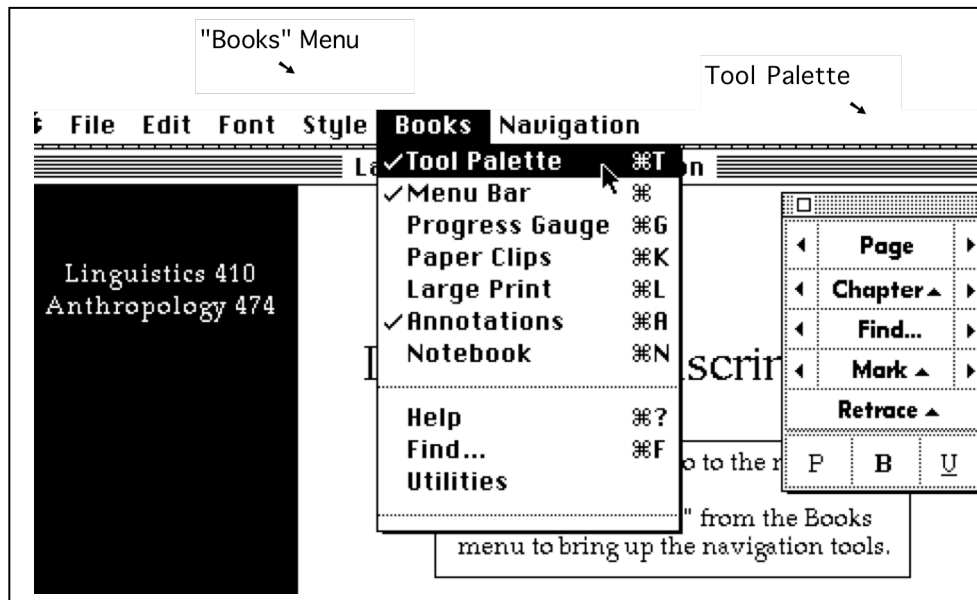 "Books" Menu
Tool Palette
File Edit Font Style Books Navigation
✓Tool Palette ⌘T
✓Menu Bar ⌘
Progress Gauge ⌘G
Paper Clips ⌘K
Large Print ⌘L
✓Annotations ⌘A
Notebook ⌘N
Help ⌘?
Find... ⌘F
Utilities
Linguistics 410
Anthropology 474
Page
Chapter
Find...
Mark
Retrace
P B U
to the
" from the Books
menu to bring up the navigation tools.